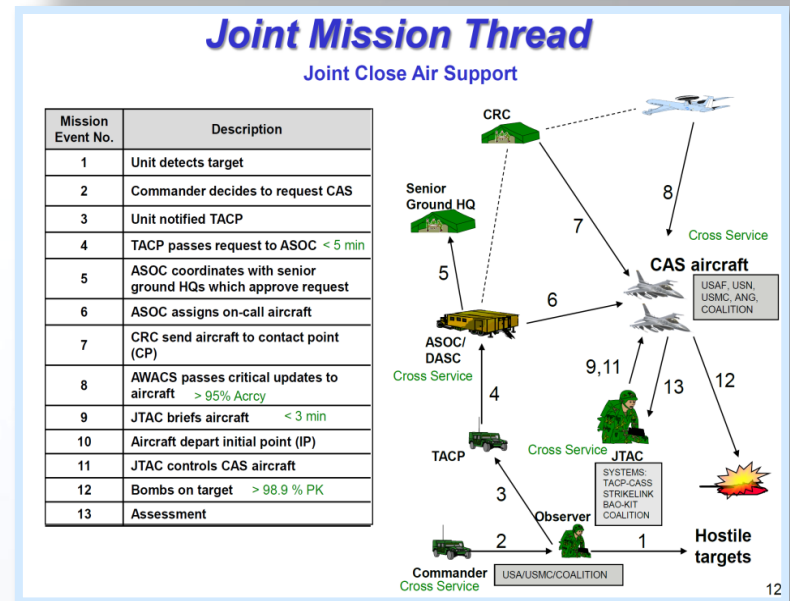 Joint Mission Thread
Joint Close Air Support
Mission
Event No.
Description
1
Unit detects target
2
Commander decides to request CAS
3
Unit notified TACP
4
TACP passes request to ASOC < 5 min
5
ASOC coordinates with senior
ground HQs which approve request
6
ASOC assigns on-call aircraft
7
CRC send aircraft to contact point
(CP)
8
AWACS passes critical updates to
aircraft > 95% Acrcy
9
JTAC briefs aircraft < 3 min
10
Aircraft depart initial point (IP)
11
JTAC controls CAS aircraft
12
Bombs on target > 98.9 % PK
13
Assessment
CRC
8
Senior
Ground HQ
7
Cross Service
CAS aircraft
USAF, USN,
USMC, ANG,
COALITION
5
6
ASOC/
DASC
Cross Service
9,11
13
12
4
TACP
Cross Service
JTAC
SYSTEMS:
TACP-CASS
STRIKELINK
BAO-KIT
COALITION
3
Observer
2
1
Hostile
targets
Commander
Cross Service
USA/USMC/COALITION
12